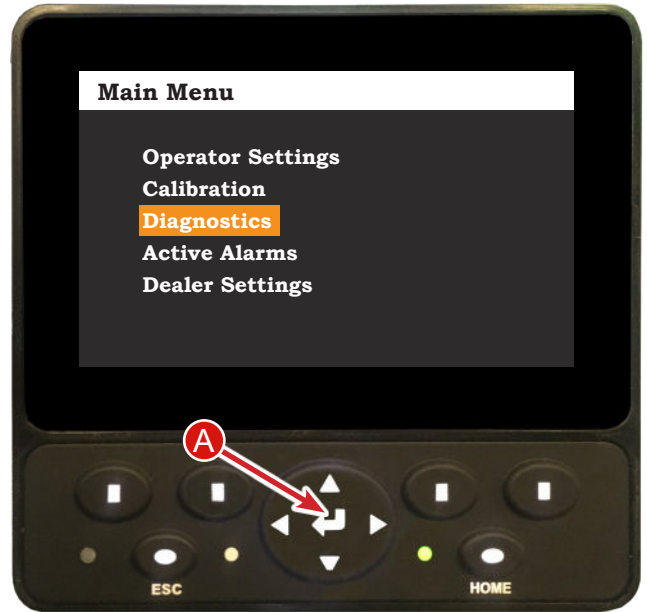 Main Menu
Operator Settings
Calibration
Diagnostics
Active Alarms
Dealer Settings
A
ESC
HOME